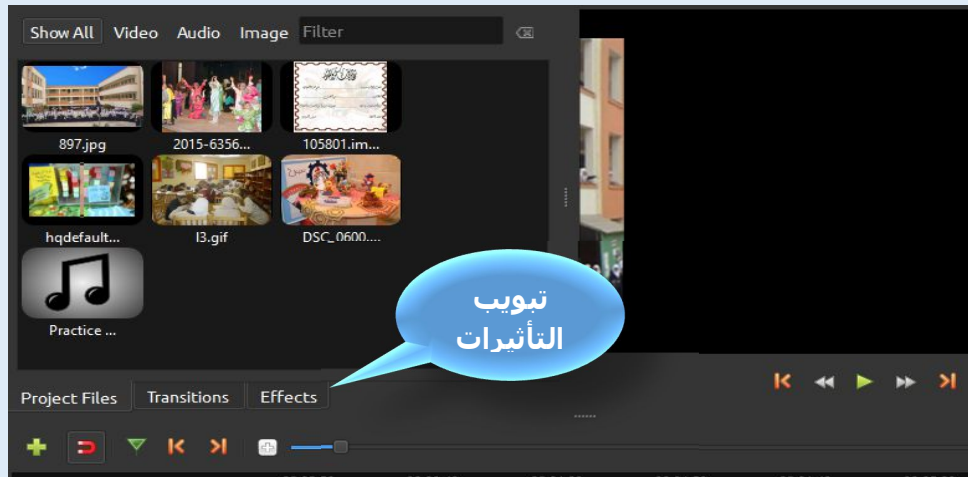 Show All Video Audio Image Filter
897.jpg 2015-6356... 105801.im...
hqdefault... l3.gif DSC_0600....
Practice ...
تبويب
التأثيرات
Project Files Transitions Effects